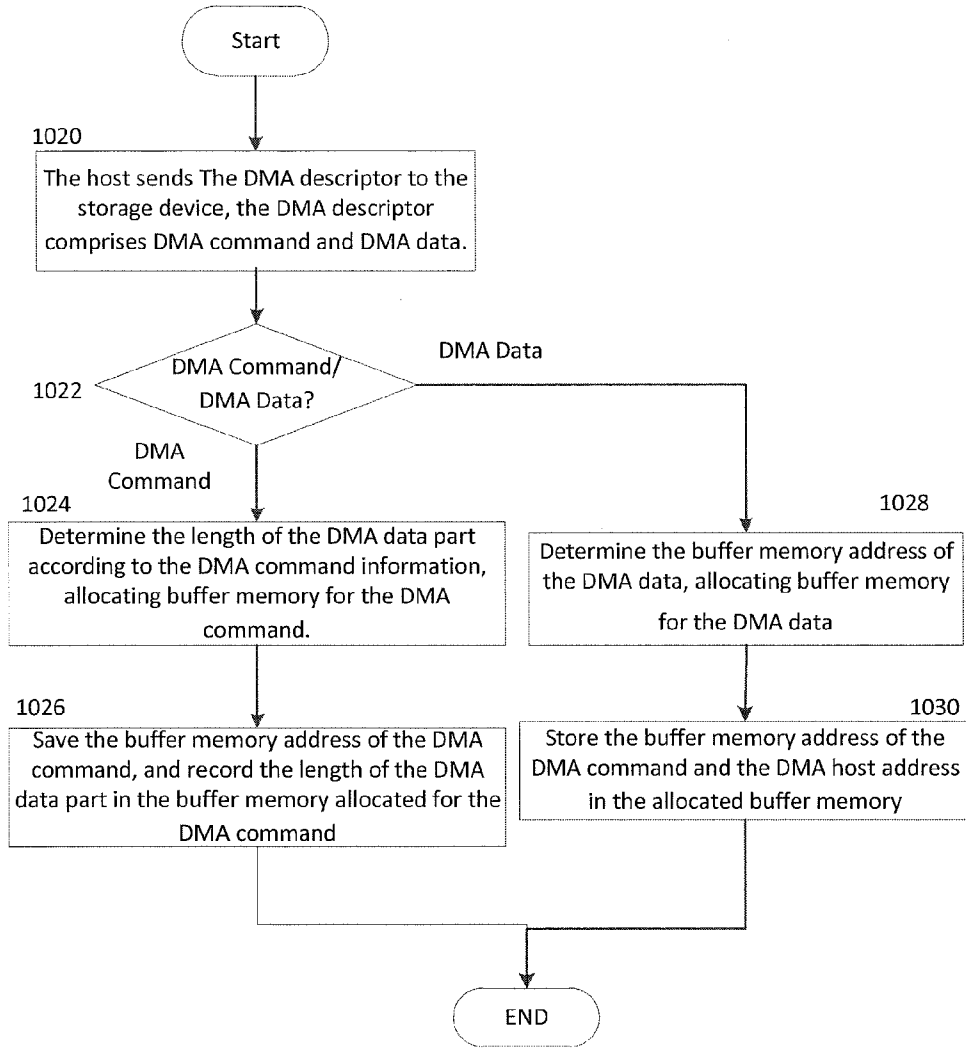 Start
1020
The host sends The DMA descriptor to the
storage device, the DMA descriptor
comprises DMA command and DMA data.
1022
DMA Command/
DMA Data?
DMA Data
DMA
Command
1024
Determine the length of the DMA data part
according to the DMA command information,
allocating buffer memory for the DMA
command.
1028
Determine the buffer memory address of
the DMA data, allocating buffer memory
for the DMA data
1026
Save the buffer memory address of the DMA
command, and record the length of the DMA
data part in the buffer memory allocated for the
DMA command
1030
Store the buffer memory address of the
DMA command and the DMA host address
in the allocated buffer memory
END